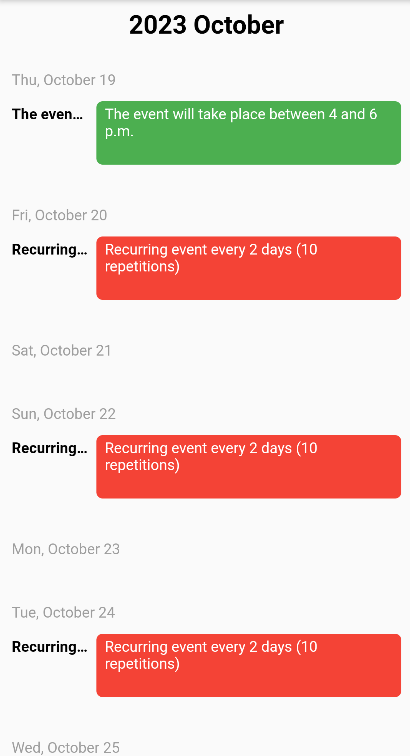 2023 October
Thu, October 19
The even...
The event will take place between 4 and 6
p.m.
Fri, October 20
Recurring...
Recurring event every 2 days (10
repetitions)
Sat, October 21
Sun, October 22
Recurring...
Recurring event every 2 days (10
repetitions)
Mon, October 23
Tue, October 24
Recurring...
Recurring event every 2 days (10
repetitions)
Wed, October 25